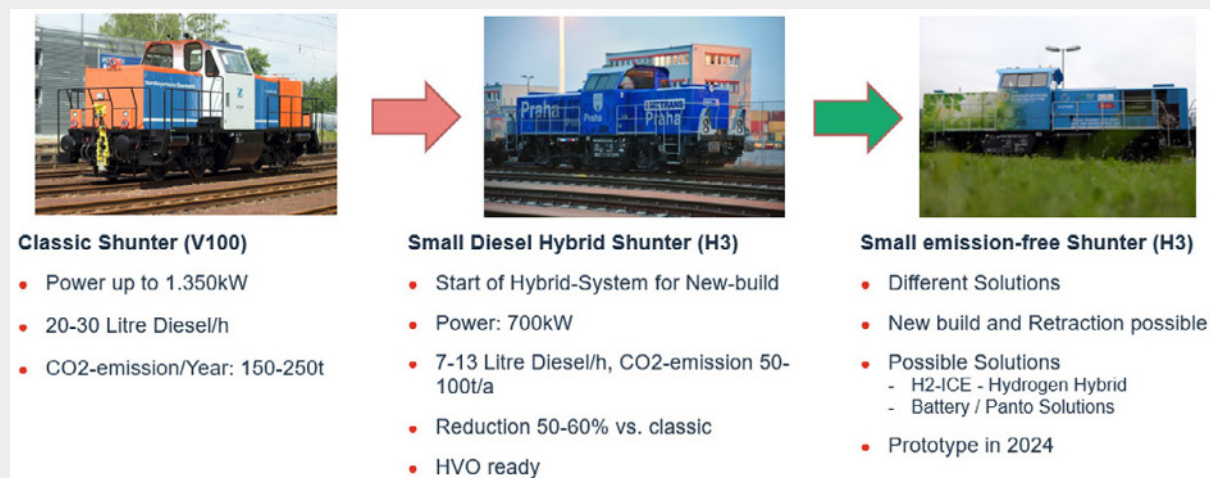 Praha
METRANS
Praha
Praha
Classic Shunter (V100)
Power up to 1.350kW
20-30 Litre Diesel/h
CO2-emission/Year: 150-250t
Small Diesel Hybrid Shunter (H3)
Start of Hybrid-System for New-build
Power: 700kW
7-13 Litre Diesel/h, CO2-emission 50-
100t/a
Reduction 50-60% vs. classic
HVO ready
Small emission-free Shunter (H3)
Different Solutions
New build and Retraction possible
Possible Solutions
- H2-ICE - Hydrogen Hybrid
- Battery / Panto Solutions
Prototype in 2024